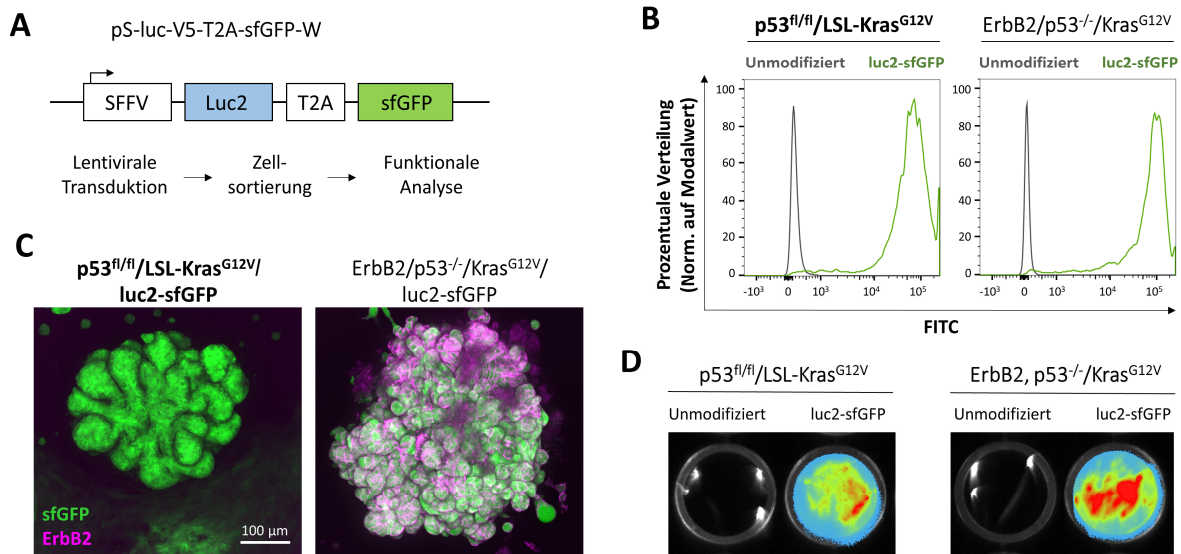 A
pS-luc-V5-T2A-sfGFP-W
SFFV
Luc2
T2A
sfGFP
Lentivirale
Transduktion
Zell-
sortierung
Funktionale
Analyse
B
p53fl/fl/LSL-KrasG12V
ErbB2/p53-/-/KrasG12V
Unmodifiziert
luc2-sfGFP
Unmodifiziert
luc2-sfGFP
Prozentuale Verteilung
(Norm. auf Modalwert)
100
80
60
40
20
0
-10³
0
10³
10⁴
10⁵
100
80
60
40
20
0
-10³
0
10³
10⁴
10⁵
FITC
C
p53fl/fl/LSL-KrasG12V/
luc2-sfGFP
ErbB2/p53-/-/KrasG12V/
luc2-sfGFP
sfGFP
ErbB2
100 µm
D
p53fl/fl/LSL-KrasG12V
ErbB2, p53-/-/KrasG12V
Unmodifiziert
luc2-sfGFP
Unmodifiziert
luc2-sfGFP